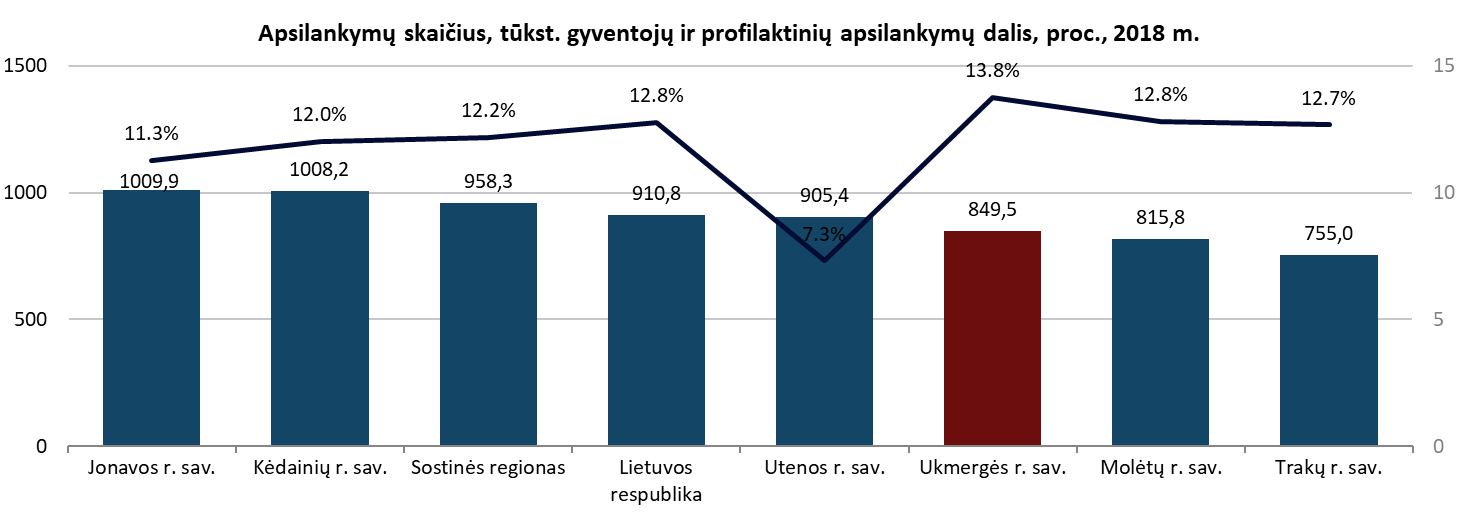 Apsilankymų skaičius, tūkst. gyventojų ir profilaktinių apsilankymų dalis, proc., 2018 m.
1500
15
13.8%
12.8%
12.8%
12.7%
12.2%
12.0%
11.3%
1009,9
1008,2
958,3
910,8
905,4
849,5
815,8
755,0
7.3%
1000
10
500
5
0
0
Jonavos r. sav.
Kėdainių r. sav.
Sostinės regionas
Lietuvos
respublika
Utenos r. sav.
Ukmergės r. sav.
Molėtų r. sav.
Trakų r. sav.